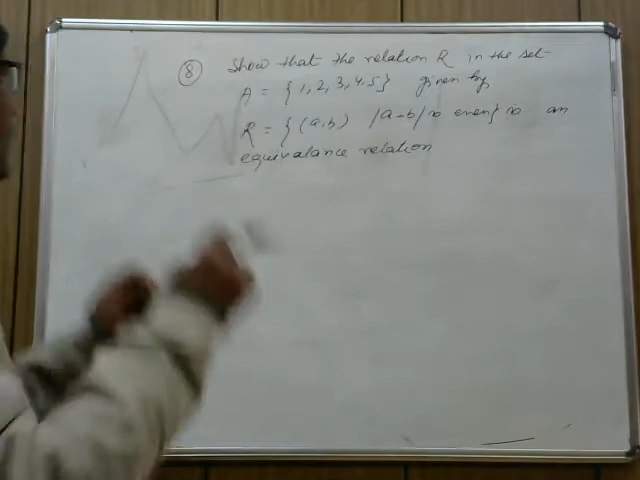 ⑧ Show that the relation R in the set
A = {1, 2, 3, 4, 5} given by
R = {(a, b) |a-b| is even} is an
equivalance relation